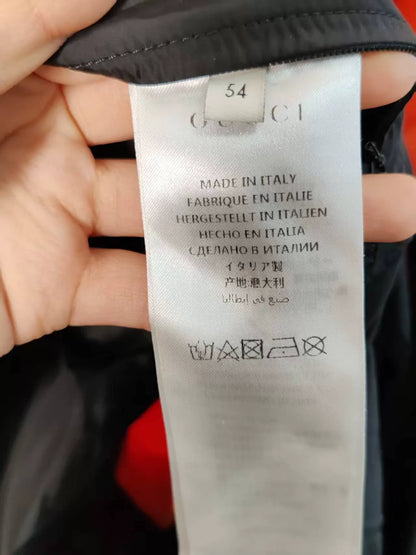 54
GUCCI
MADE IN ITALY
FABRIQUE EN ITALIE
HERGESTELLT IN ITALIEN
HECHO EN ITALIA
СДЕЛАНО В ИТАЛИИ
イタリア製
产地:意大利
صنع في إيطاليا